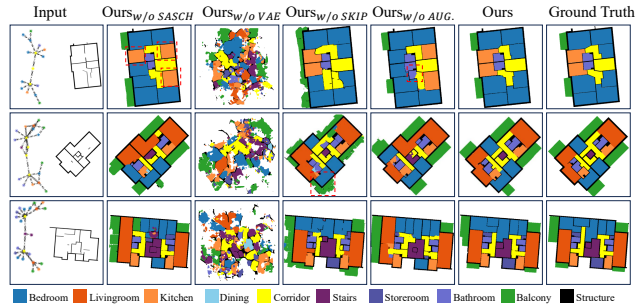 Input Ours w/o SASCH Ours w/o VAE Ours w/o SKIP Ours w/o AUG. Ours Ground Truth
Bedroom Livingroom Kitchen Dining Corridor Stairs Storeroom Bathroom Balcony Structure